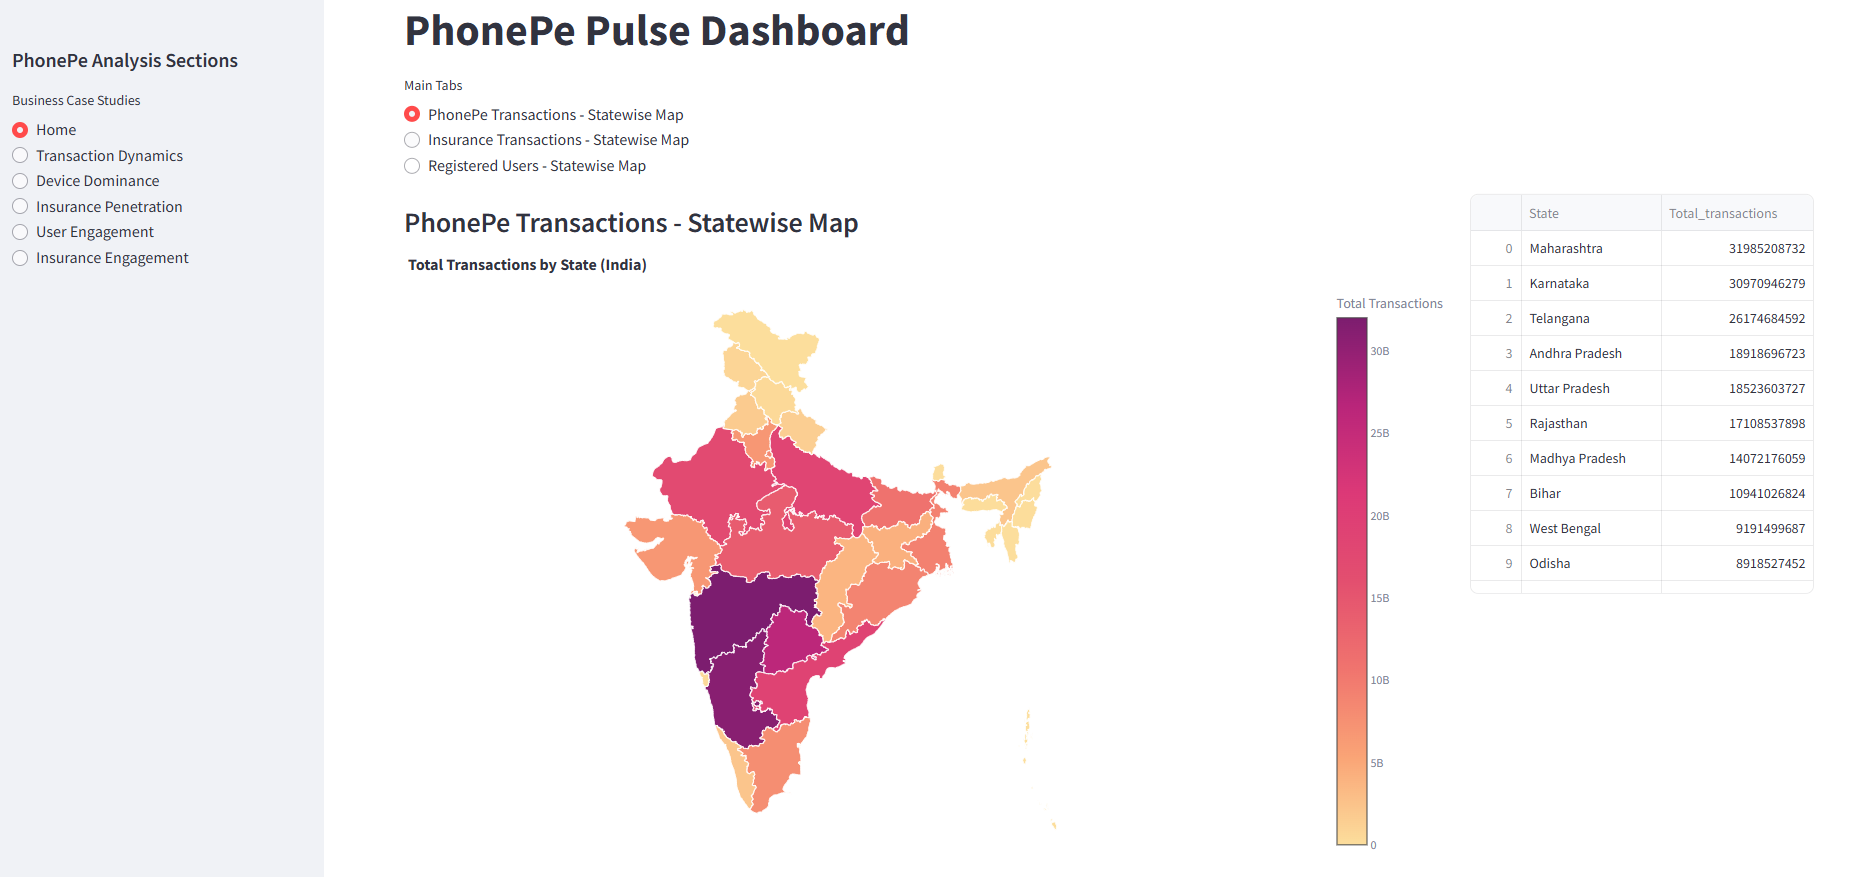 PhonePe Analysis Sections
Business Case Studies
Home
Transaction Dynamics
Device Dominance
Insurance Penetration
User Engagement
Insurance Engagement
PhonePe Pulse Dashboard
Main Tabs
PhonePe Transactions - Statewise Map
Insurance Transactions - Statewise Map
Registered Users - Statewise Map
PhonePe Transactions - Statewise Map
Total Transactions by State (India)
Total Transactions
30B
25B
20B
15B
10B
5B
0
State Total_transactions
0 Maharashtra 31985208732
1 Karnataka 30970946279
2 Telangana 26174684592
3 Andhra Pradesh 18918696723
4 Uttar Pradesh 18523603727
5 Rajasthan 17108537898
6 Madhya Pradesh 14072176059
7 Bihar 10941026824
8 West Bengal 9191499687
9 Odisha 8918527452